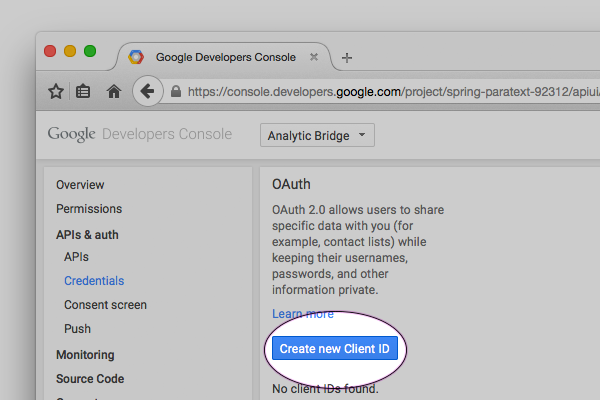 Google Developers Console
https://console.developers.google.com/project/spring-paratext-92312/apiui/
Google Developers Console
Analytic Bridge
Overview
Permissions
APIs & auth
APIs
Credentials
Consent screen
Push
Monitoring
Source Code
OAuth
OAuth 2.0 allows users to share
specific data with you (for
example, contact lists) while
keeping their usernames,
passwords, and other
information private.
Learn more
Create new Client ID
No client IDs found.